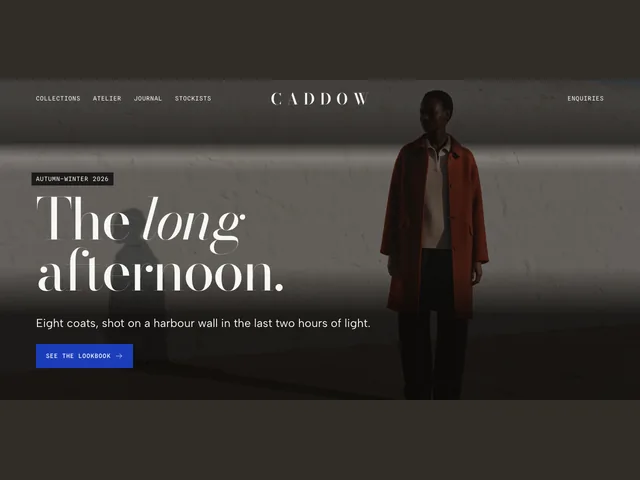 COLLECTIONS ATELIER JOURNAL STOCKISTS CADDOW ENQUIRIES
AUTUMN–WINTER 2026
The long
afternoon.
Eight coats, shot on a harbour wall in the last two hours of light.
SEE THE LOOKBOOK →